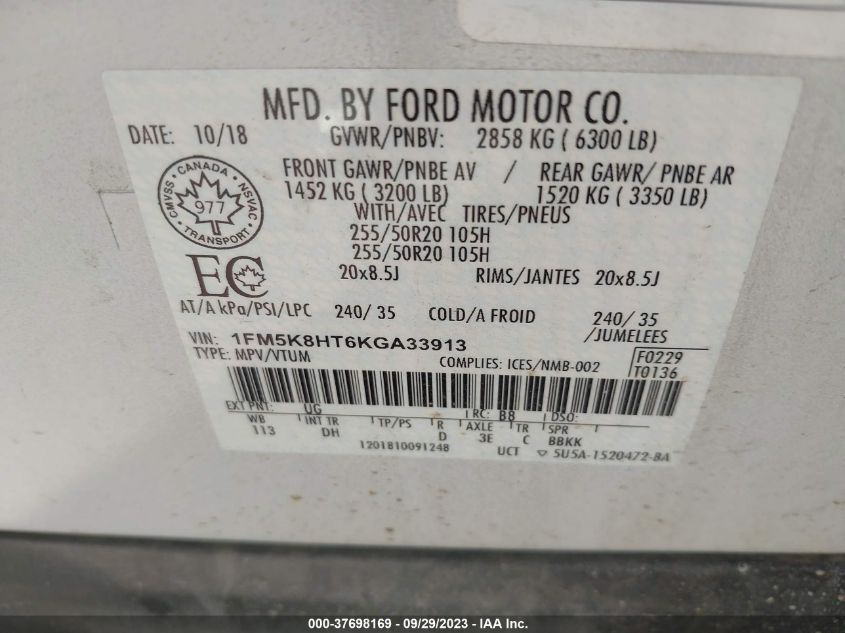 MFD. BY FORD MOTOR CO.
DATE: 10/18 GVWR/PNBV: 2858 KG ( 6300 LB)
FRONT GAWR/PNBE AV / REAR GAWR/ PNBE AR
1452 KG ( 3200 LB) 1520 KG ( 3350 LB)
WITH/AVEC TIRES/PNEUS
255/50R20 105H
255/50R20 105H
20x8.5J RIMS/JANTES 20x8.5J
CANADA
CMVSS NSVAC
977
TRANSPORT
EC
AT/A kPa/PSI/LPC 240/ 35 COLD/A FROID 240/ 35
/JUMELEES
VIN: 1FM5K8HT6KGA33913
TYPE: MPV/VTUM COMPLIES: ICES/NMB-002
F0229
T0136
EXT PNT: UG RC: B8 DSO:
WB INT TR TP/PS R AXLE TR SPR
113 DH D 3E C BBKK
1201810091248 UCT ▽ 5U5A-1520472-BA
000-37698169 - 09/29/2023 - IAA Inc.